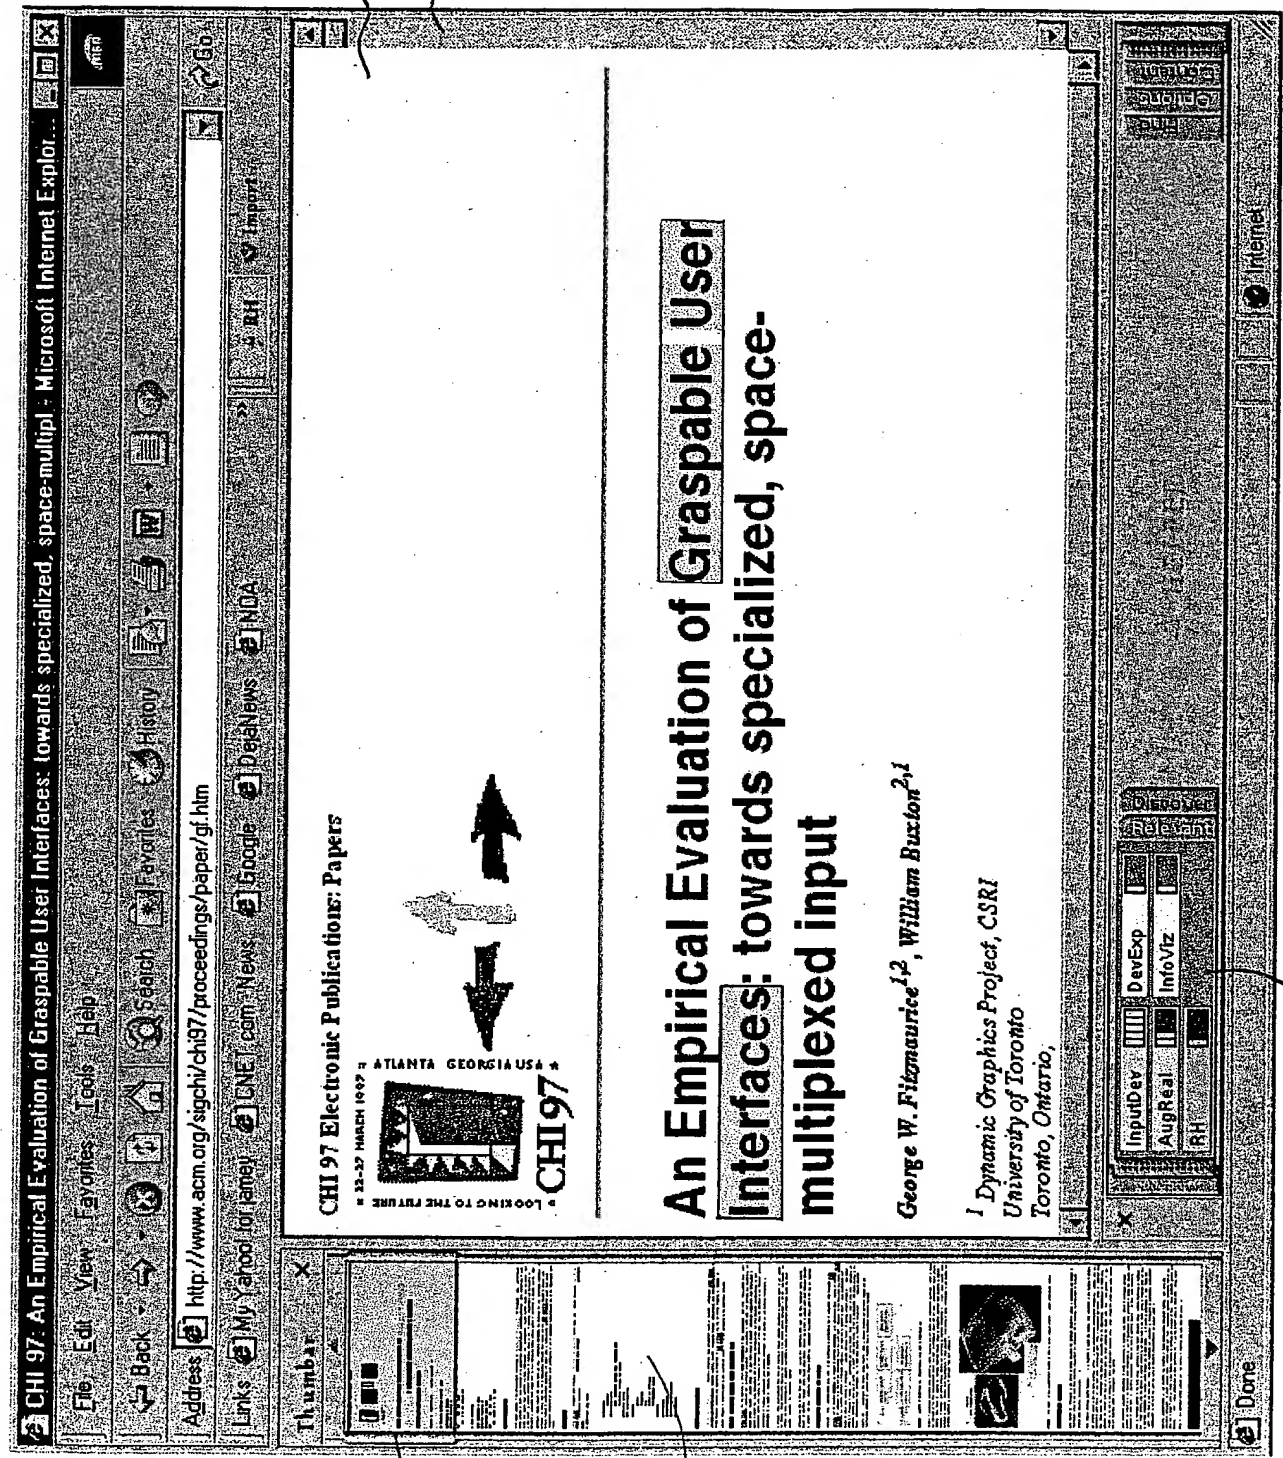 CHI 97: An Empirical Evaluation of Graspable User Interfaces: towards specialized, space-multipl - Microsoft Internet Explor...
File Edit View Favorites Tools Help
Back Search Favorites History
Address http://www.acm.org/sigchi/chi97/proceedings/paper/gf.htm Go
Links My Yahoo! for jamey CNET.com - News. Google DejaNews NDA » RH Import
Thumbar
CHI 97 Electronic Publications: Papers
LOOKING TO THE FUTURE
22-27 MARCH 1997
ATLANTA GEORGIA USA
CHI 97
An Empirical Evaluation of Graspable User
Interfaces: towards specialized, space-
multiplexed input
George W. Fitzmaurice1,2, William Buxton2,1
1 Dynamic Graphics Project, CSRI
University of Toronto
Toronto, Ontario,
InputDev DevExp
AugReal InfoViz
RH
Relevant
Options
Done
Internet